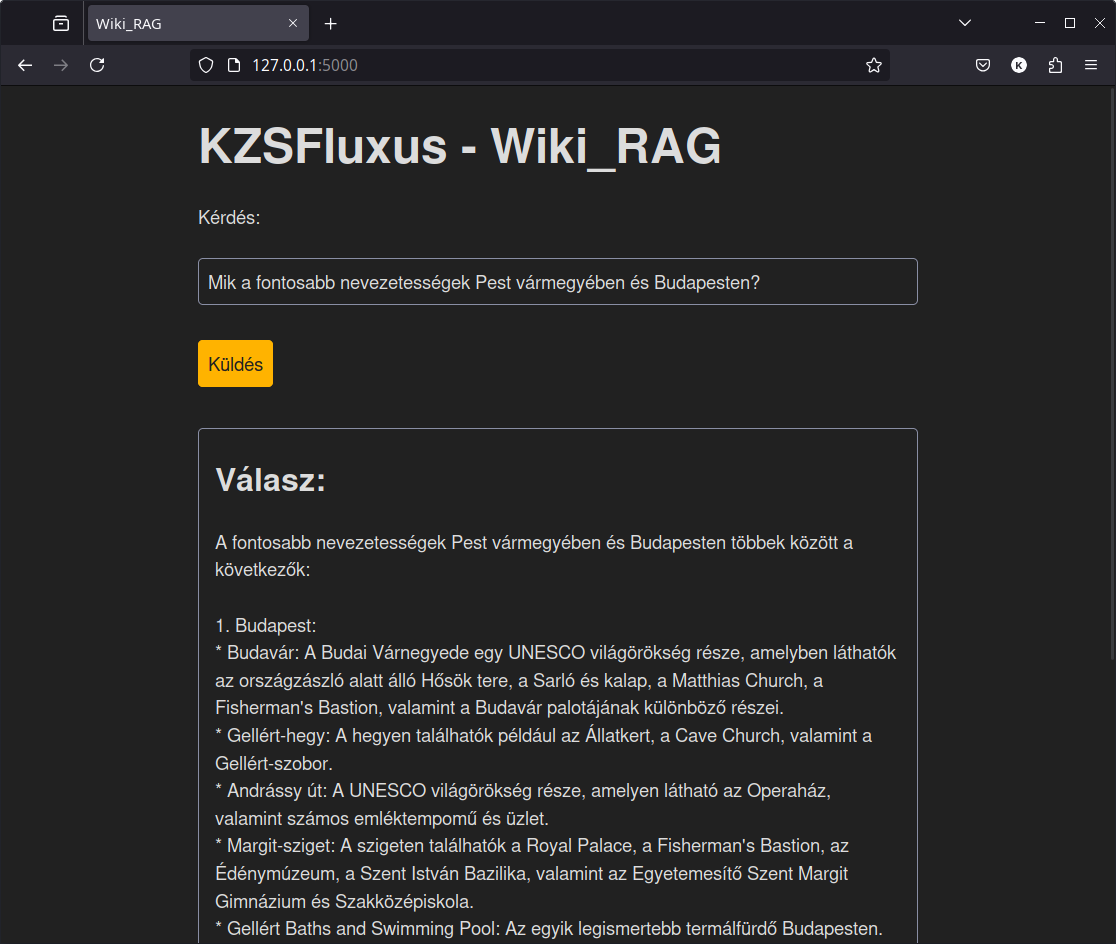 Wiki_RAG
127.0.0.1:5000
K
KZSFluxus - Wiki_RAG
Kérdés:
Mik a fontosabb nevezetességek Pest vármegyében és Budapesten?
Küldés
Válasz:
A fontosabb nevezetességek Pest vármegyében és Budapesten többek között a
következők:
1. Budapest:
* Budavár: A Budai Várnegyede egy UNESCO világörökség része, amelyben láthatók
az országzászló alatt álló Hősök tere, a Sarló és kalap, a Matthias Church, a
Fisherman's Bastion, valamint a Budavár palotájának különböző részei.
* Gellért-hegy: A hegyen találhatók például az Állatkert, a Cave Church, valamint a
Gellért-szobor.
* Andrássy út: A UNESCO világörökség része, amelyen látható az Operaház,
valamint számos emléktempomű és üzlet.
* Margit-sziget: A szigeten találhatók a Royal Palace, a Fisherman's Bastion, az
Édénymúzeum, a Szent István Bazilika, valamint az Egyetemesítő Szent Margit
Gimnázium és Szakközépiskola.
* Gellért Baths and Swimming Pool: Az egyik legismertebb termálfürdő Budapesten.